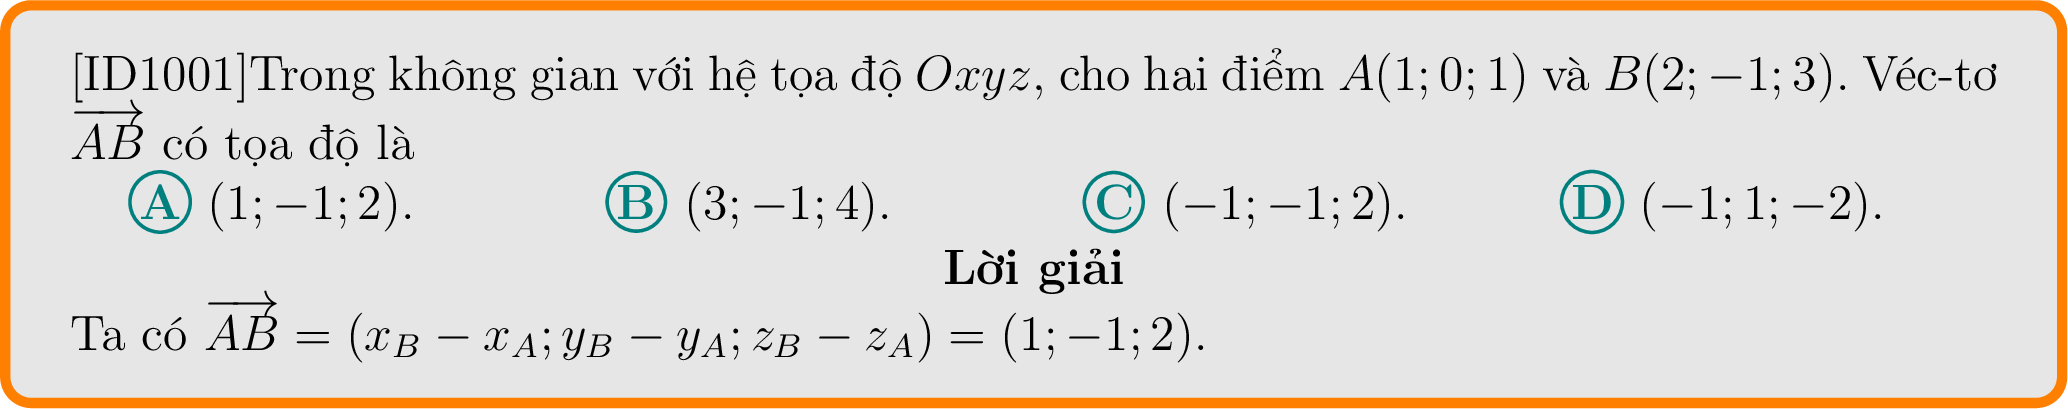 [ID1001]Trong không gian với hệ tọa độ $Oxyz$, cho hai điểm $A(1;0;1)$ và $B(2;-1;3)$. Véc-tơ
$\overrightarrow{AB}$ có tọa độ là
Ⓐ $(1;-1;2)$. Ⓑ $(3;-1;4)$. Ⓒ $(-1;-1;2)$. Ⓓ $(-1;1;-2)$.
Lời giải
Ta có $\overrightarrow{AB} = (x_B - x_A; y_B - y_A; z_B - z_A) = (1;-1;2)$.